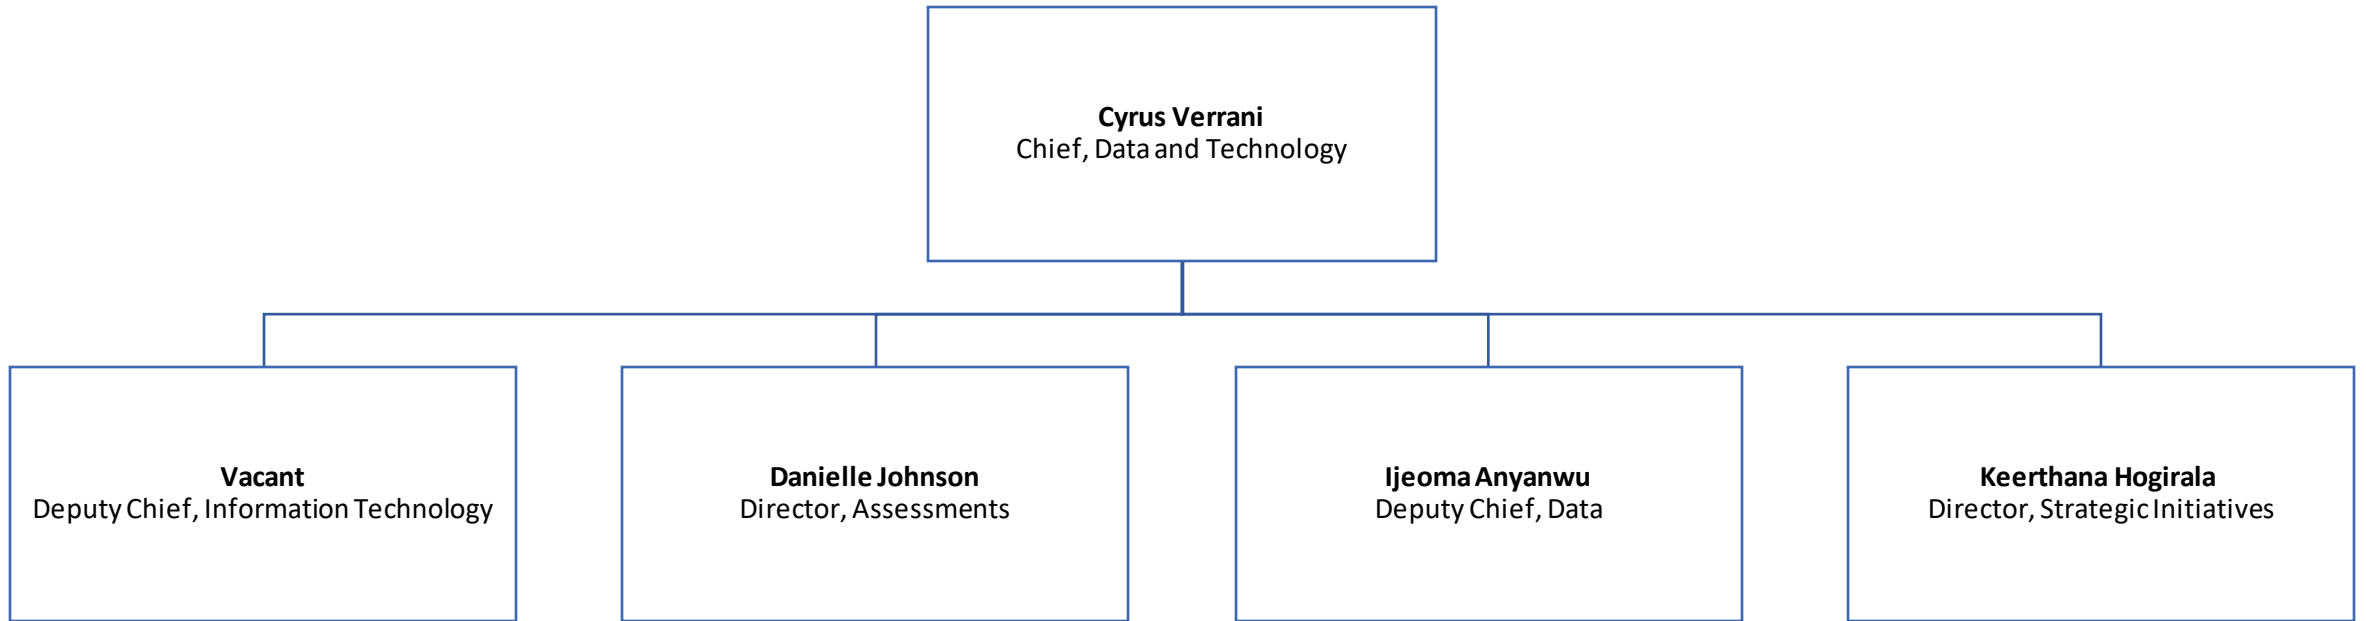 Cyrus Verrani
Chief, Data and Technology
Vacant
Deputy Chief, Information Technology
Danielle Johnson
Director, Assessments
Ijeoma Anyanwu
Deputy Chief, Data
Keerthana Hogirala
Director, Strategic Initiatives